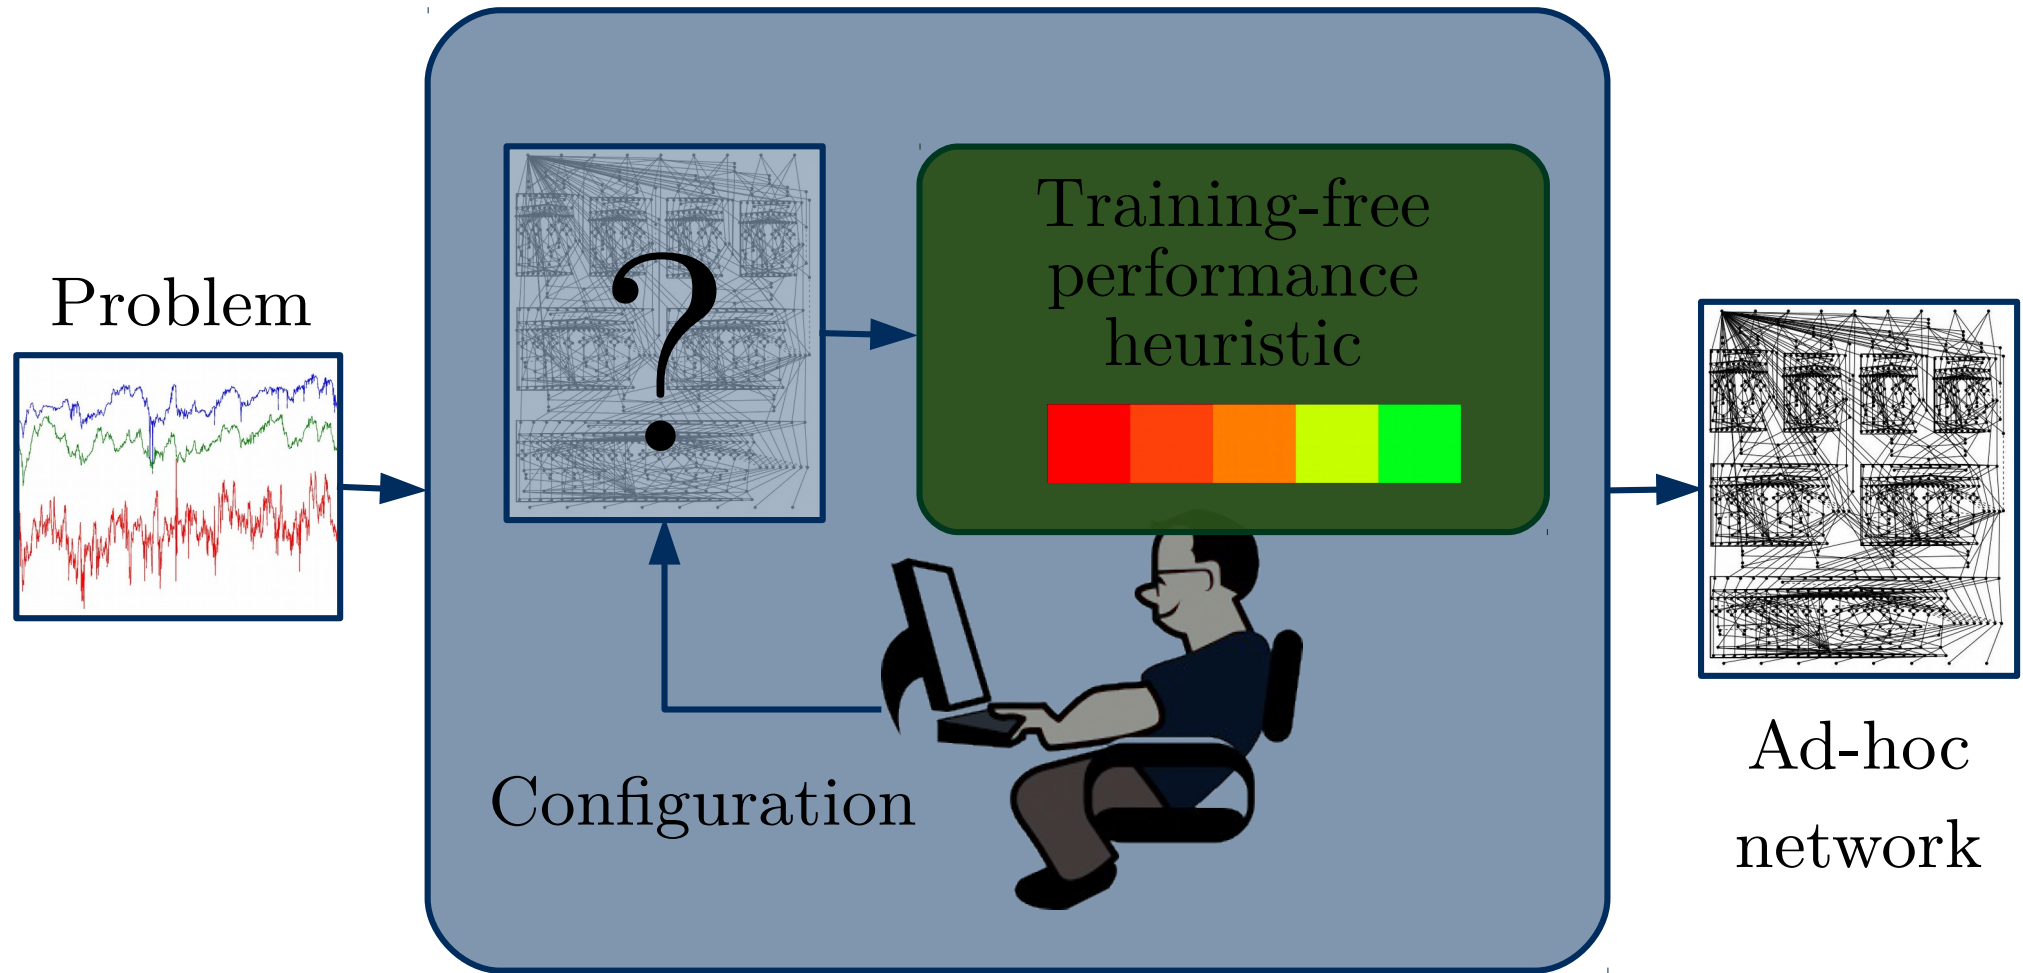 Problem
?
Training-free
performance
heuristic
Configuration
Ad-hoc
network